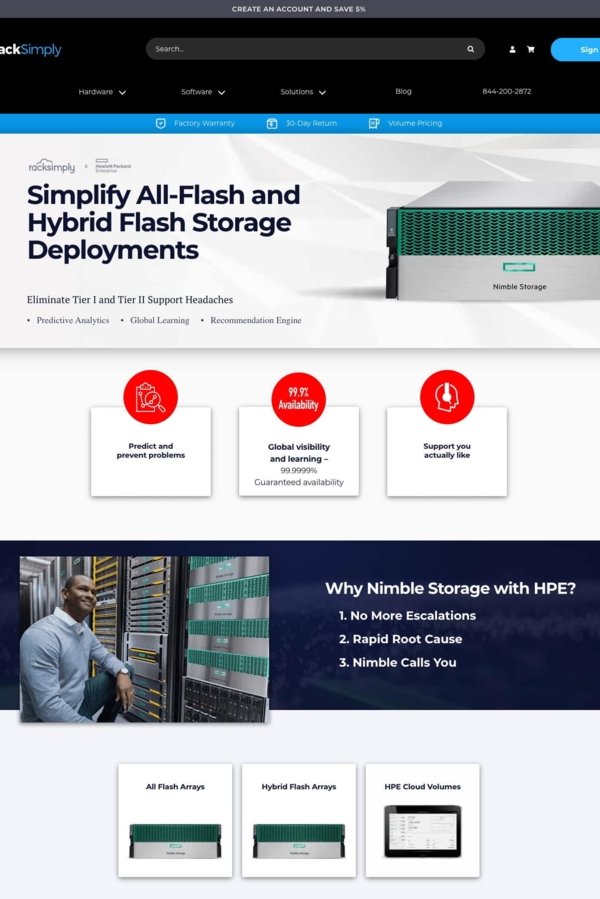 CREATE AN ACCOUNT AND SAVE 5%
ackSimply
Search...
Sign
Hardware
Software
Solutions
Blog
844-200-2872
Factory Warranty
30-Day Return
Volume Pricing
racksimply x Hewlett Packard
Enterprise
Simplify All-Flash and
Hybrid Flash Storage
Deployments
Nimble Storage
Eliminate Tier I and Tier II Support Headaches
• Predictive Analytics • Global Learning • Recommendation Engine
99.9%
Availability
Predict and
prevent problems
Global visibility
and learning –
99.9999%
Guaranteed availability
Support you
actually like
Why Nimble Storage with HPE?
1. No More Escalations
2. Rapid Root Cause
3. Nimble Calls You
All Flash Arrays
Hybrid Flash Arrays
HPE Cloud Volumes
Nimble Storage
Nimble Storage